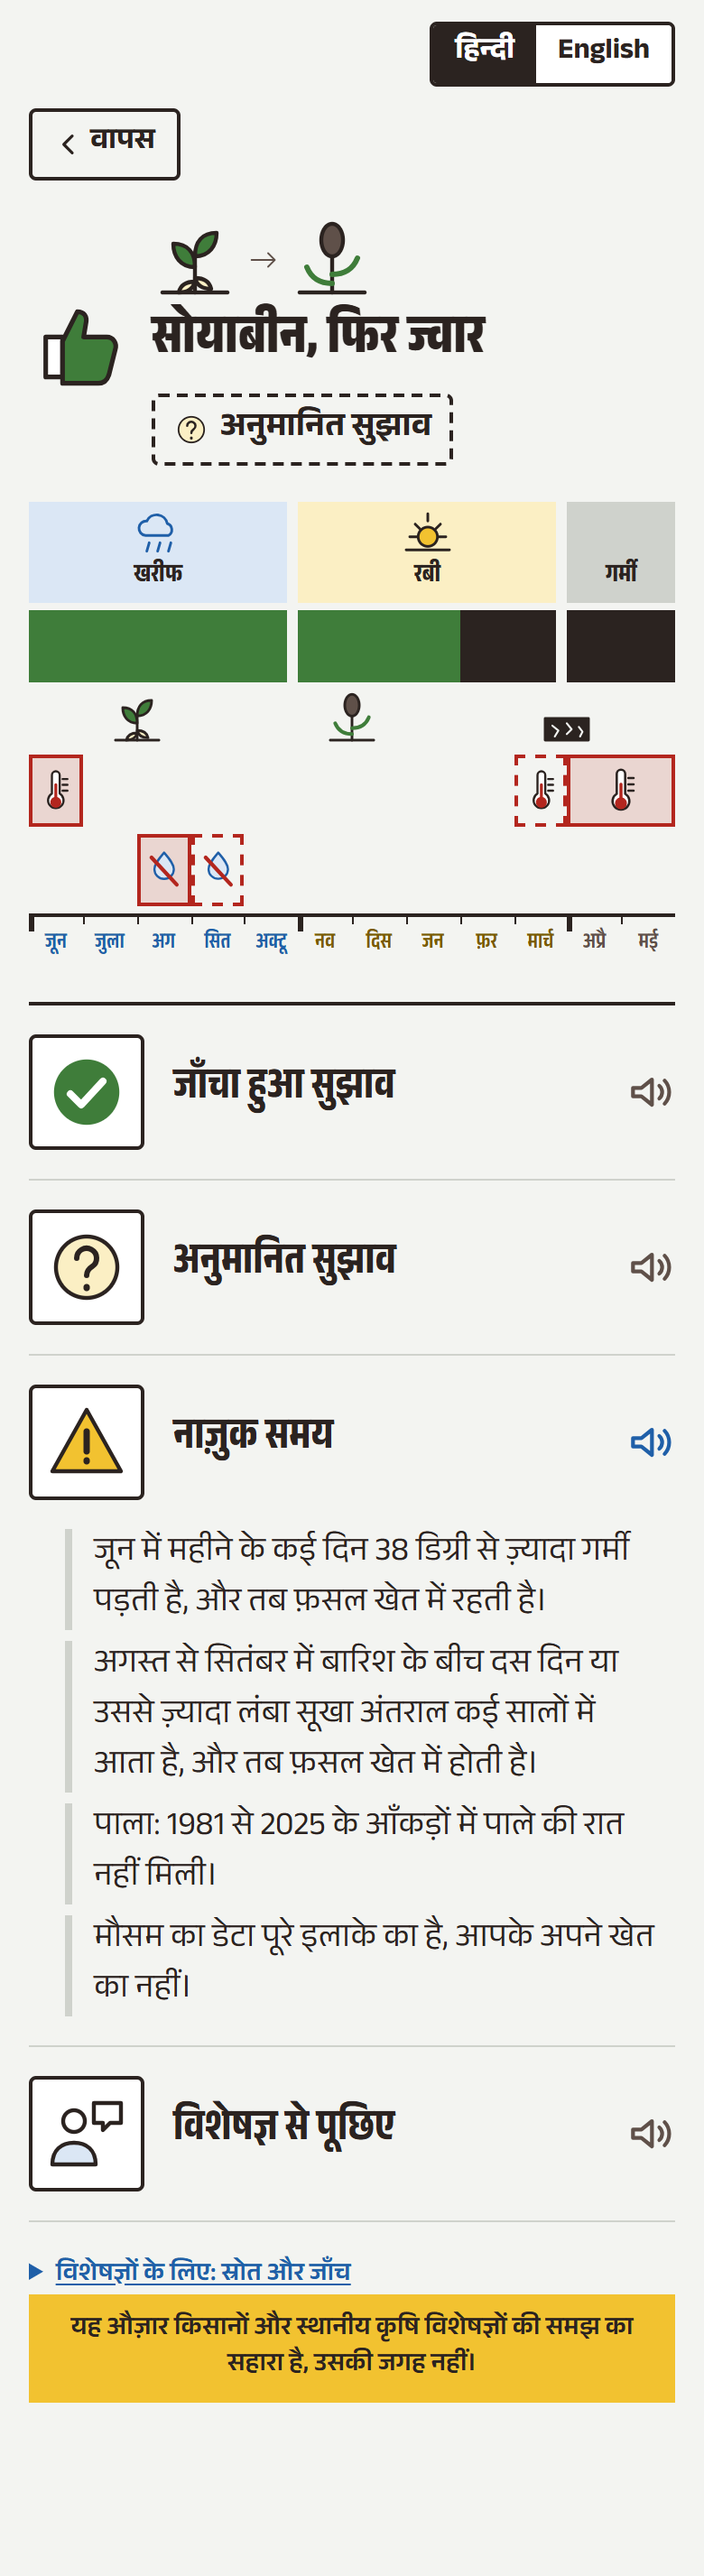 हिन्दी
English
वापस
सोयाबीन, फिर ज्वार
अनुमानित सुझाव
खरीफ
रबी
गर्मी
जून
जुला
अग
सित
अक्टू
नव
दिस
जन
फ़र
मार्च
अप्रै
मई
जाँचा हुआ सुझाव
अनुमानित सुझाव
नाज़ुक समय
जून में महीने के कई दिन 38 डिग्री से ज़्यादा गर्मी
पड़ती है, और तब फ़सल खेत में रहती है।
अगस्त से सितंबर में बारिश के बीच दस दिन या
उससे ज़्यादा लंबा सूखा अंतराल कई सालों में
आता है, और तब फ़सल खेत में होती है।
पाला: 1981 से 2025 के आँकड़ों में पाले की रात
नहीं मिली।
मौसम का डेटा पूरे इलाके का है, आपके अपने खेत
का नहीं।
विशेषज्ञ से पूछिए
विशेषज्ञों के लिए: स्रोत और जाँच
यह औज़ार किसानों और स्थानीय कृषि विशेषज्ञों की समझ का
सहारा है, उसकी जगह नहीं।